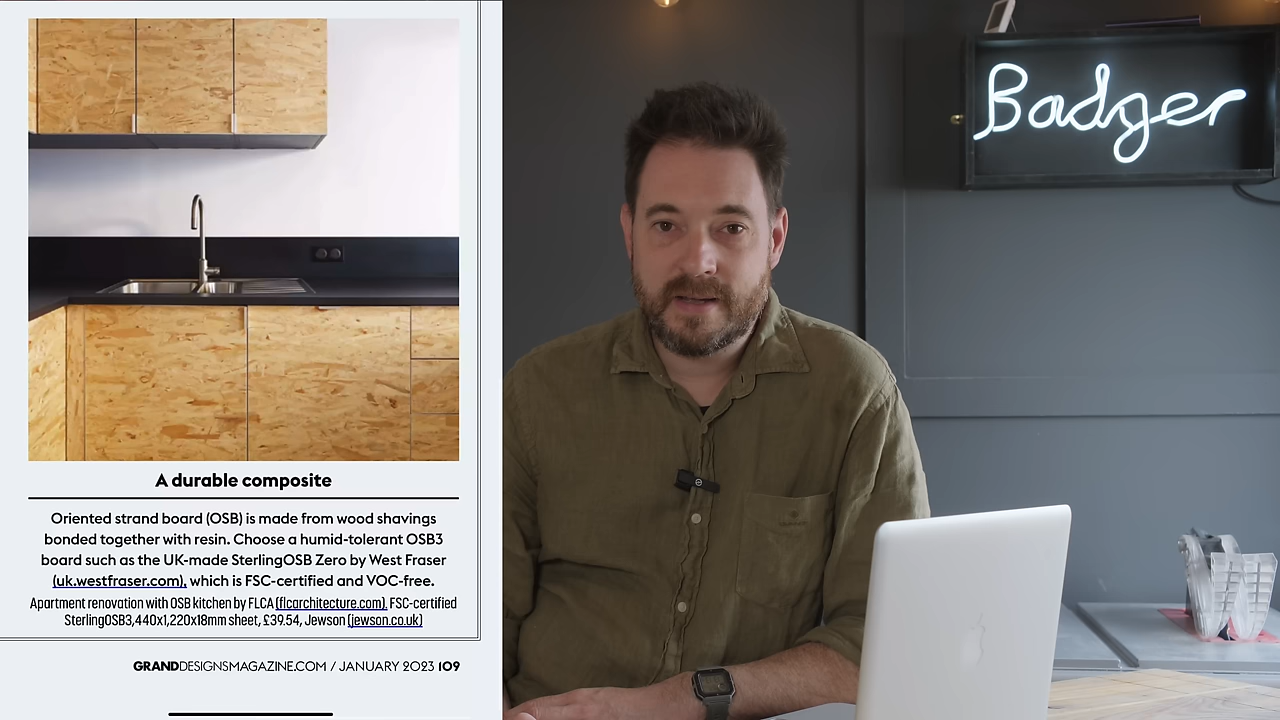 A durable composite
Oriented strand board (OSB) is made from wood shavings
bonded together with resin. Choose a humid-tolerant OSB3
board such as the UK-made SterlingOSB Zero by West Fraser
(uk.westfraser.com), which is FSC-certified and VOC-free.
Apartment renovation with OSB kitchen by FLCA (flcarchitecture.com). FSC-certified
SterlingOSB3,440x1,220x18mm sheet, £39.54, Jewson (jewson.co.uk)
GRANDDESIGNSMAGAZINE.COM / JANUARY 2023 109
Badger